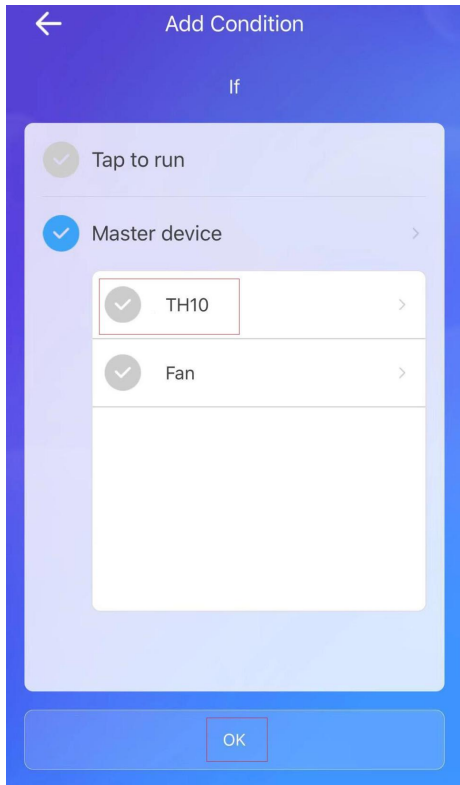 Add Condition
If
Tap to run
Master device
TH10
Fan
OK